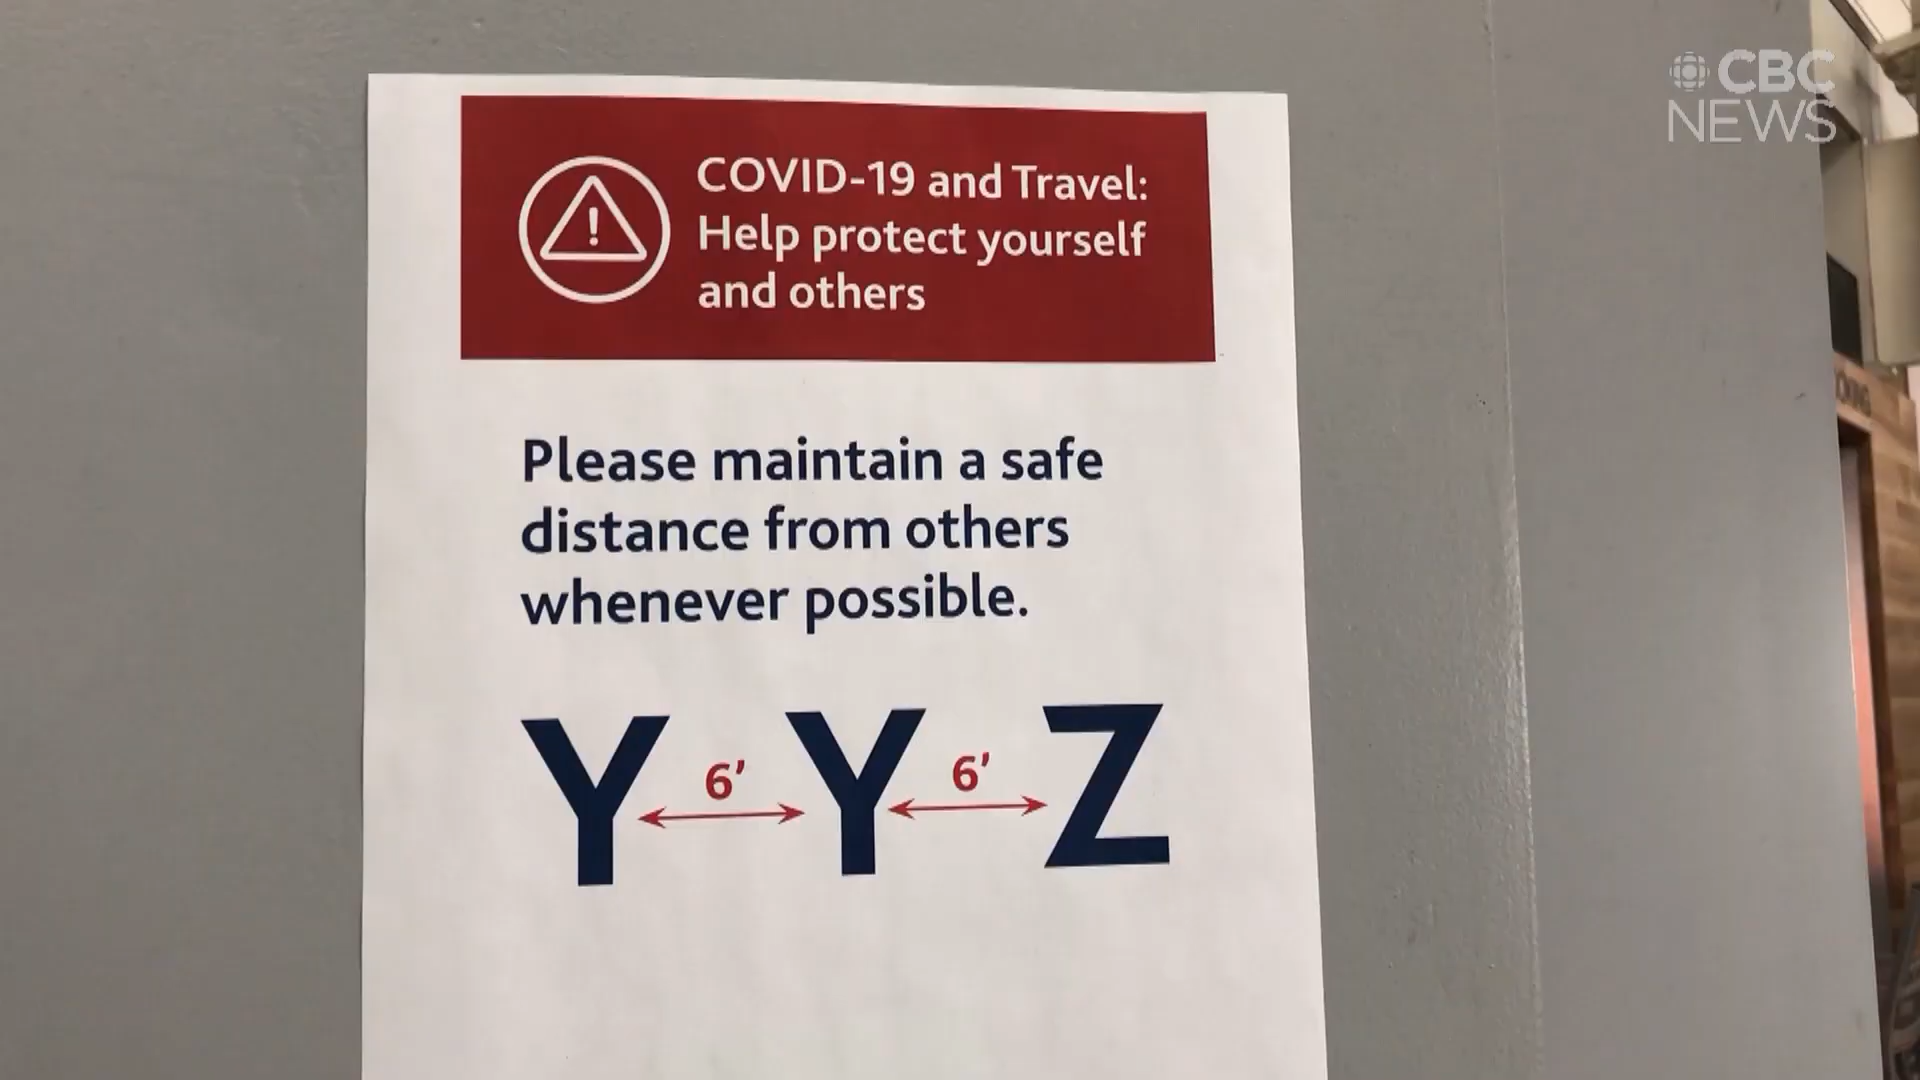 CBC
NEWS
COVID-19 and Travel:
Help protect yourself
and others
Please maintain a safe
distance from others
whenever possible.
Y 6' Y 6' Z